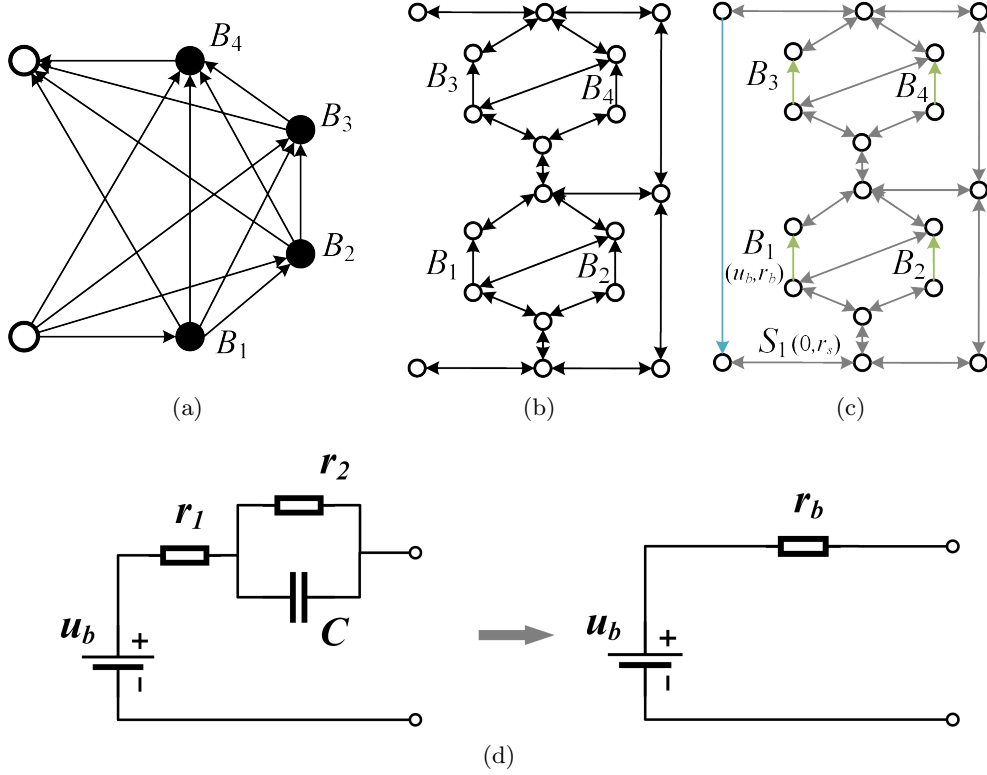 B4
B3
B2
B1
(a)
B3
B4
B1
B2
(b)
B3
B4
B1
(ub,rb)
B2
S1(0,rs)
(c)
r2
r1
C
ub
+
−
rb
ub
+
−
(d)